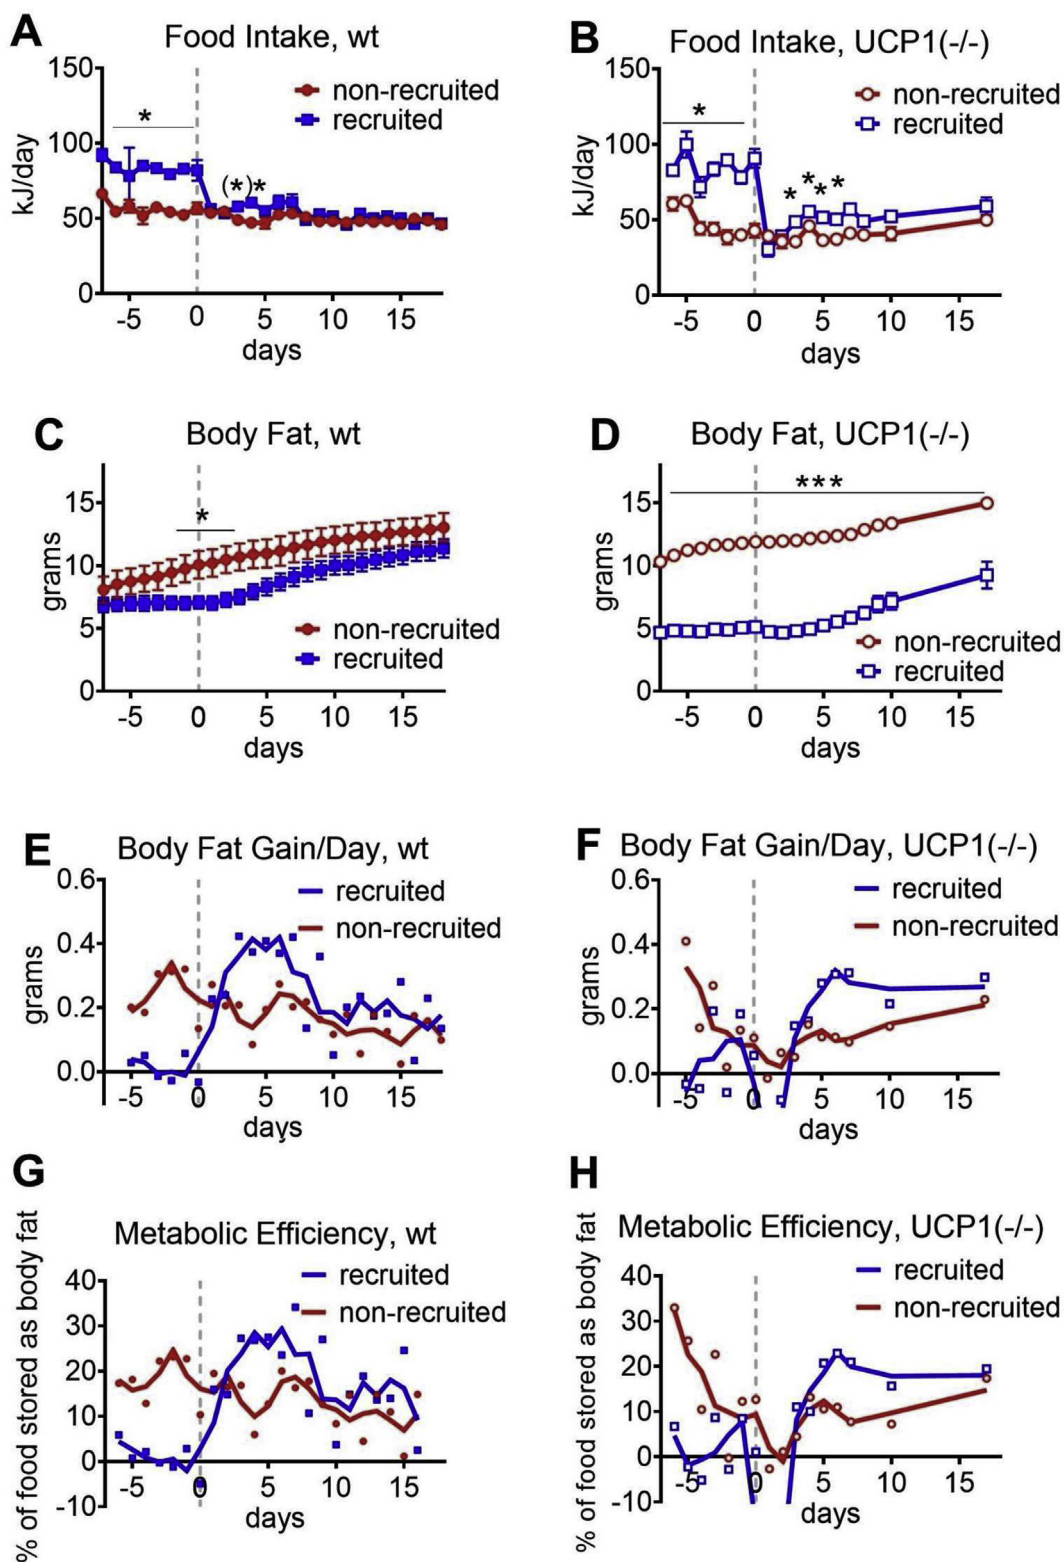 A
Food Intake, wt
kJ/day
150
100
50
0
non-recruited
recruited
*
(*)*
-5 0 5 10 15
days
B
Food Intake, UCP1(-/-)
kJ/day
150
100
50
0
non-recruited
recruited
*
* * * *
-5 0 5 10 15
days
C
Body Fat, wt
grams
15
10
5
0
*
non-recruited
recruited
-5 0 5 10 15
days
D
Body Fat, UCP1(-/-)
grams
15
10
5
0
***
non-recruited
recruited
-5 0 5 10 15
days
E
Body Fat Gain/Day, wt
grams
0.6
0.4
0.2
0.0
recruited
non-recruited
-5 0 5 10 15
days
F
Body Fat Gain/Day, UCP1(-/-)
0.6
0.4
0.2
0.0
recruited
non-recruited
-5 0 5 10 15
days
G
Metabolic Efficiency, wt
% of food stored as body fat
40
30
20
10
0
-10
recruited
non-recruited
0 5 10 15
days
H
Metabolic Efficiency, UCP1(-/-)
% of food stored as body fat
40
30
20
10
0
-10
recruited
non-recruited
-5 0 5 10 15
days